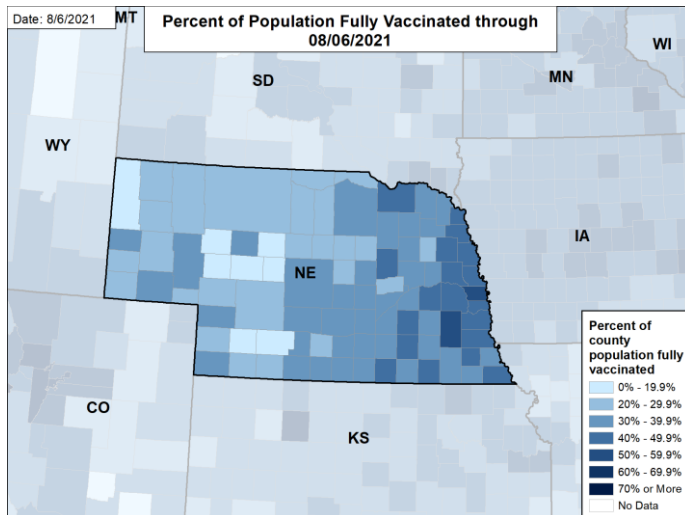 Date: 8/6/2021
Percent of Population Fully Vaccinated through
08/06/2021
MT
WI
MN
SD
WY
IA
NE
CO
KS
Percent of
county
population fully
vaccinated
0% - 19.9%
20% - 29.9%
30% - 39.9%
40% - 49.9%
50% - 59.9%
60% - 69.9%
70% or More
No Data